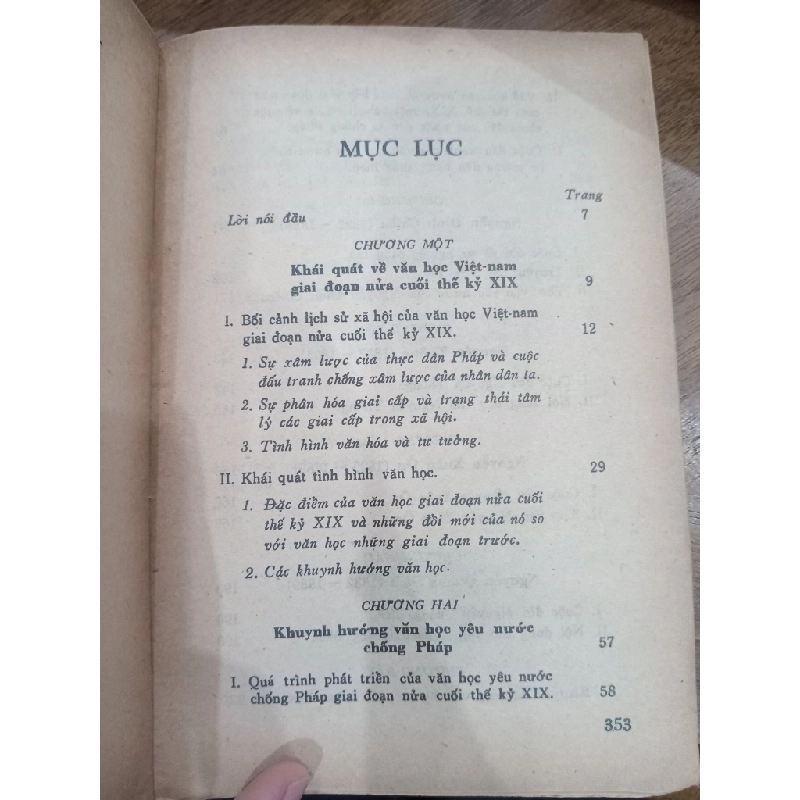 MỤC LỤC
Trang
Lời nói đầu 7
CHƯƠNG MỘT
Khái quát về văn học Việt-nam
giai đoạn nửa cuối thế kỷ XIX 9
I. Bối cảnh lịch sử xã hội của văn học Việt-nam
giai đoạn nửa cuối thế kỷ XIX. 12
1. Sự xâm lược của thực dân Pháp và cuộc
đấu tranh chống xâm lược của nhân dân ta.
2. Sự phân hóa giai cấp và trạng thái tâm
lý các giai cấp trong xã hội.
3. Tình hình văn hóa và tư tưởng.
II. Khái quát tình hình văn học. 29
1. Đặc điểm của văn học giai đoạn nửa cuối
thế kỷ XIX và những đổi mới của nó so
với văn học những giai đoạn trước.
2. Các khuynh hướng văn học.
CHƯƠNG HAI
Khuynh hướng văn học yêu nước
chống Pháp 57
I. Quá trình phát triển của văn học yêu nước
chống Pháp giai đoạn nửa cuối thế kỷ XIX. 58
353